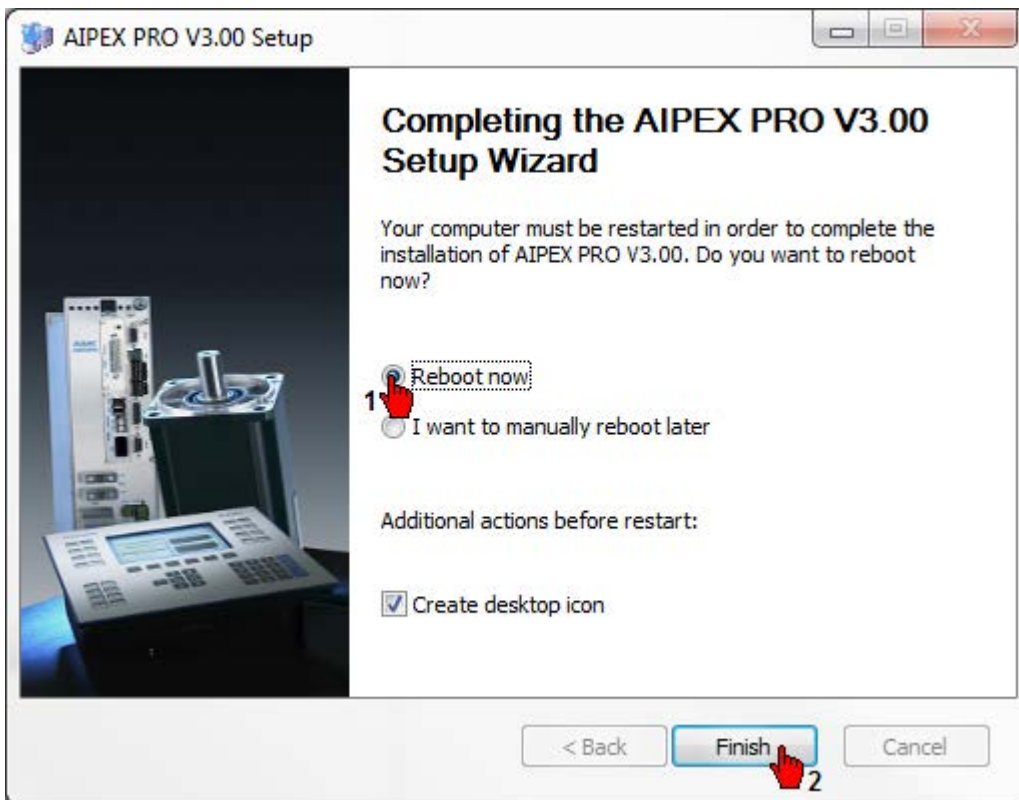 AIPEX PRO V3.00 Setup
Completing the AIPEX PRO V3.00
Setup Wizard
Your computer must be restarted in order to complete the
installation of AIPEX PRO V3.00. Do you want to reboot
now?
Reboot now
1
I want to manually reboot later
Additional actions before restart:
Create desktop icon
< Back
Finish
Cancel
2